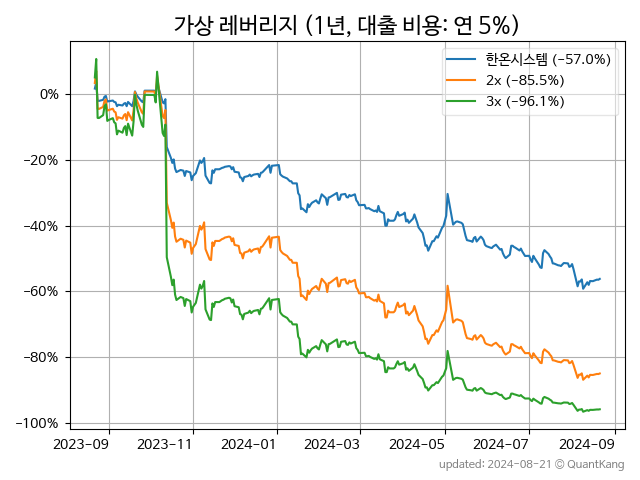 가상 레버리지 (1년, 대출 비용: 연 5%)
한온시스템 (−57.0%)
2x (−85.5%)
3x (−96.1%)
0%
−20%
−40%
−60%
−80%
−100%
2023-09 2023-11 2024-01 2024-03 2024-05 2024-07 2024-09
updated: 2024-08-21 © QuantKang